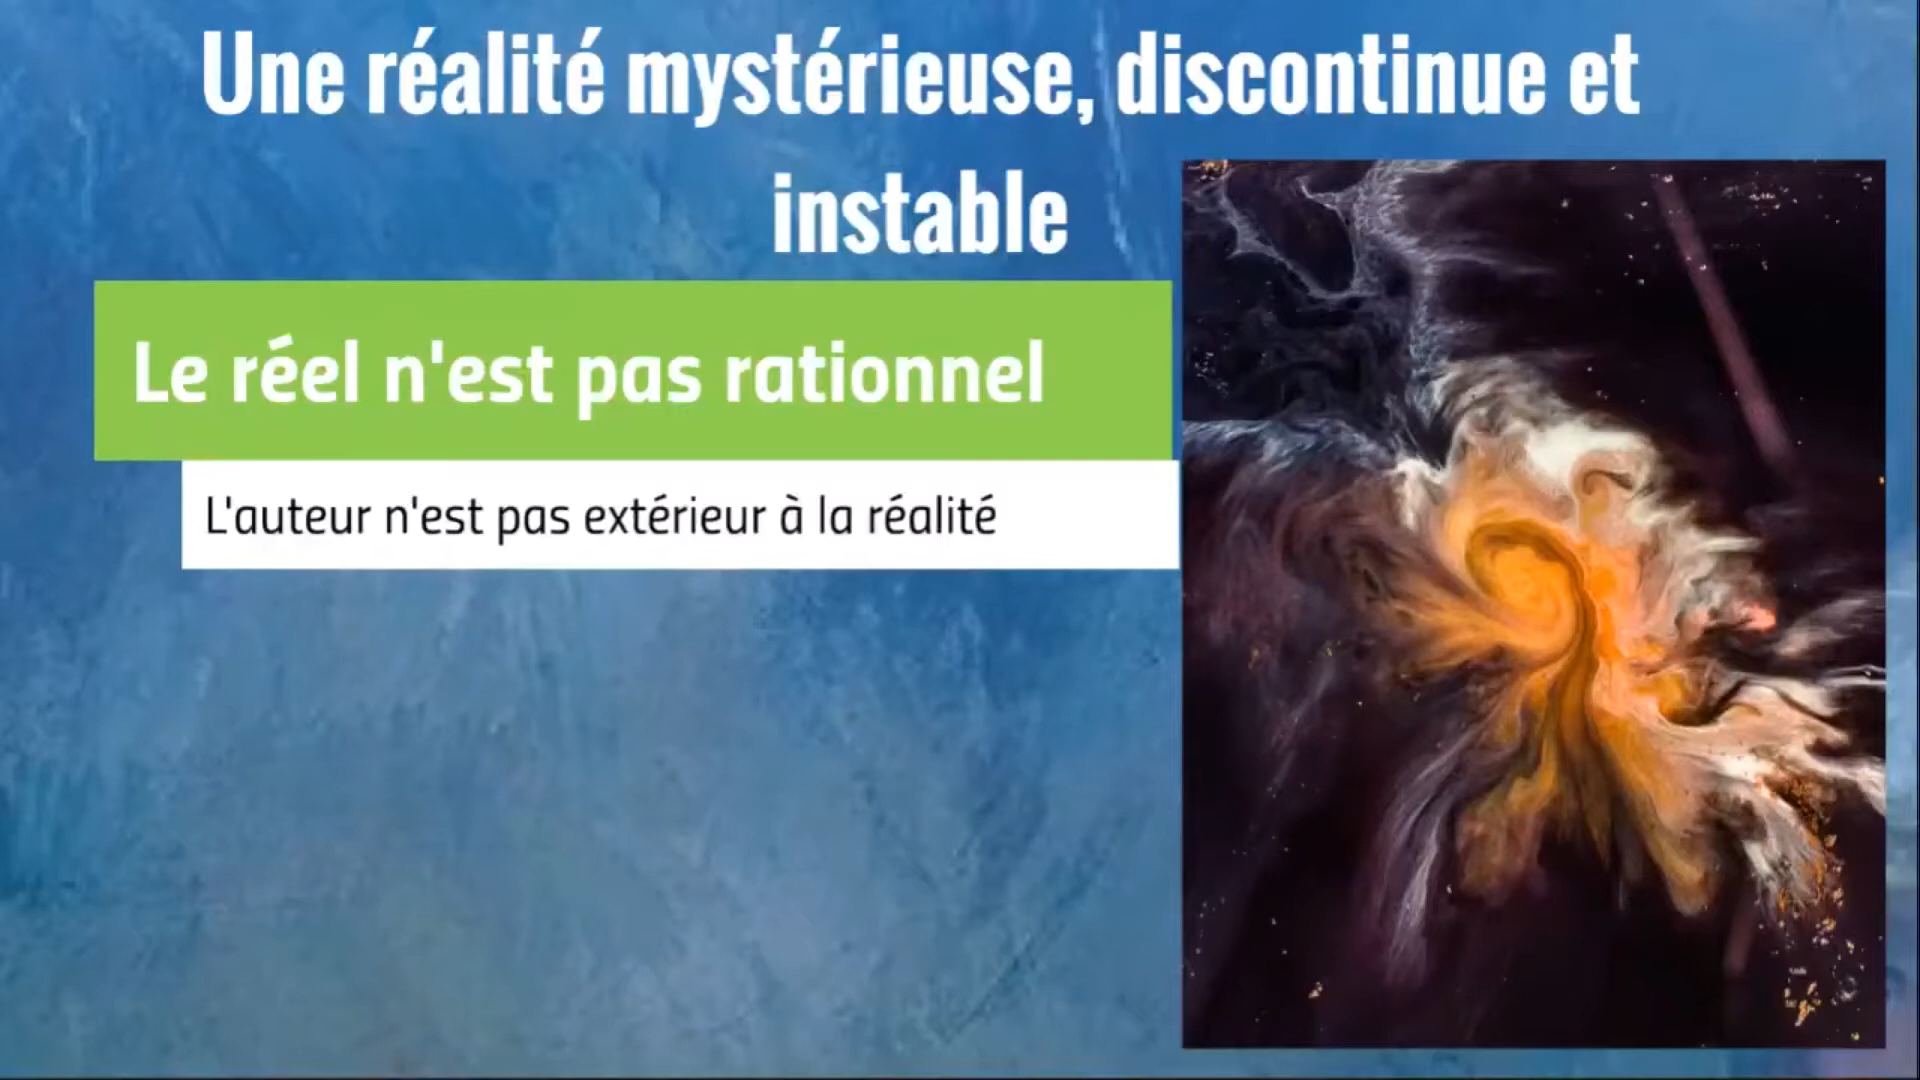 Une réalité mystérieuse, discontinue et
instable
Le réel n'est pas rationnel
L'auteur n'est pas extérieur à la réalité